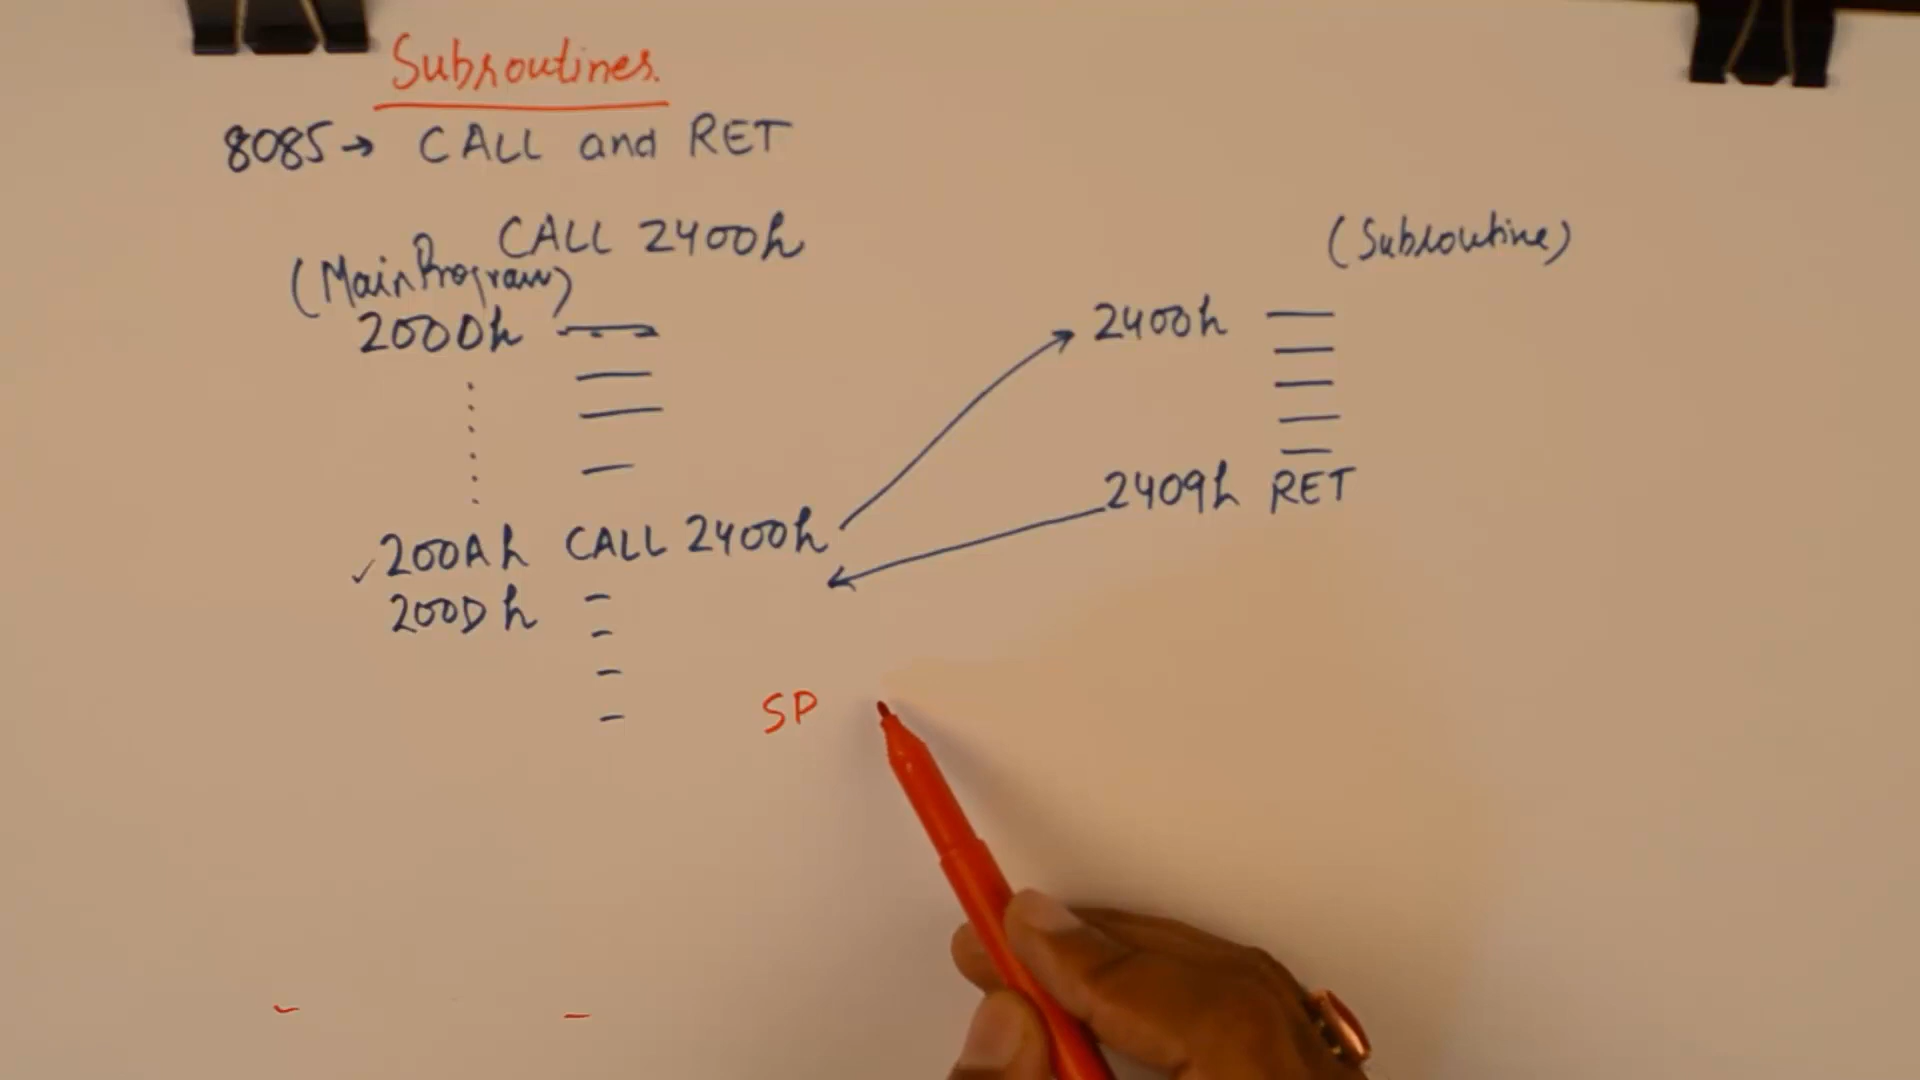 Subroutines.
8085 → CALL and RET
CALL 2400h
(Main Program)
(Subroutine)
2000h
2400h
2409h RET
200Ah CALL 2400h
200Dh
SP